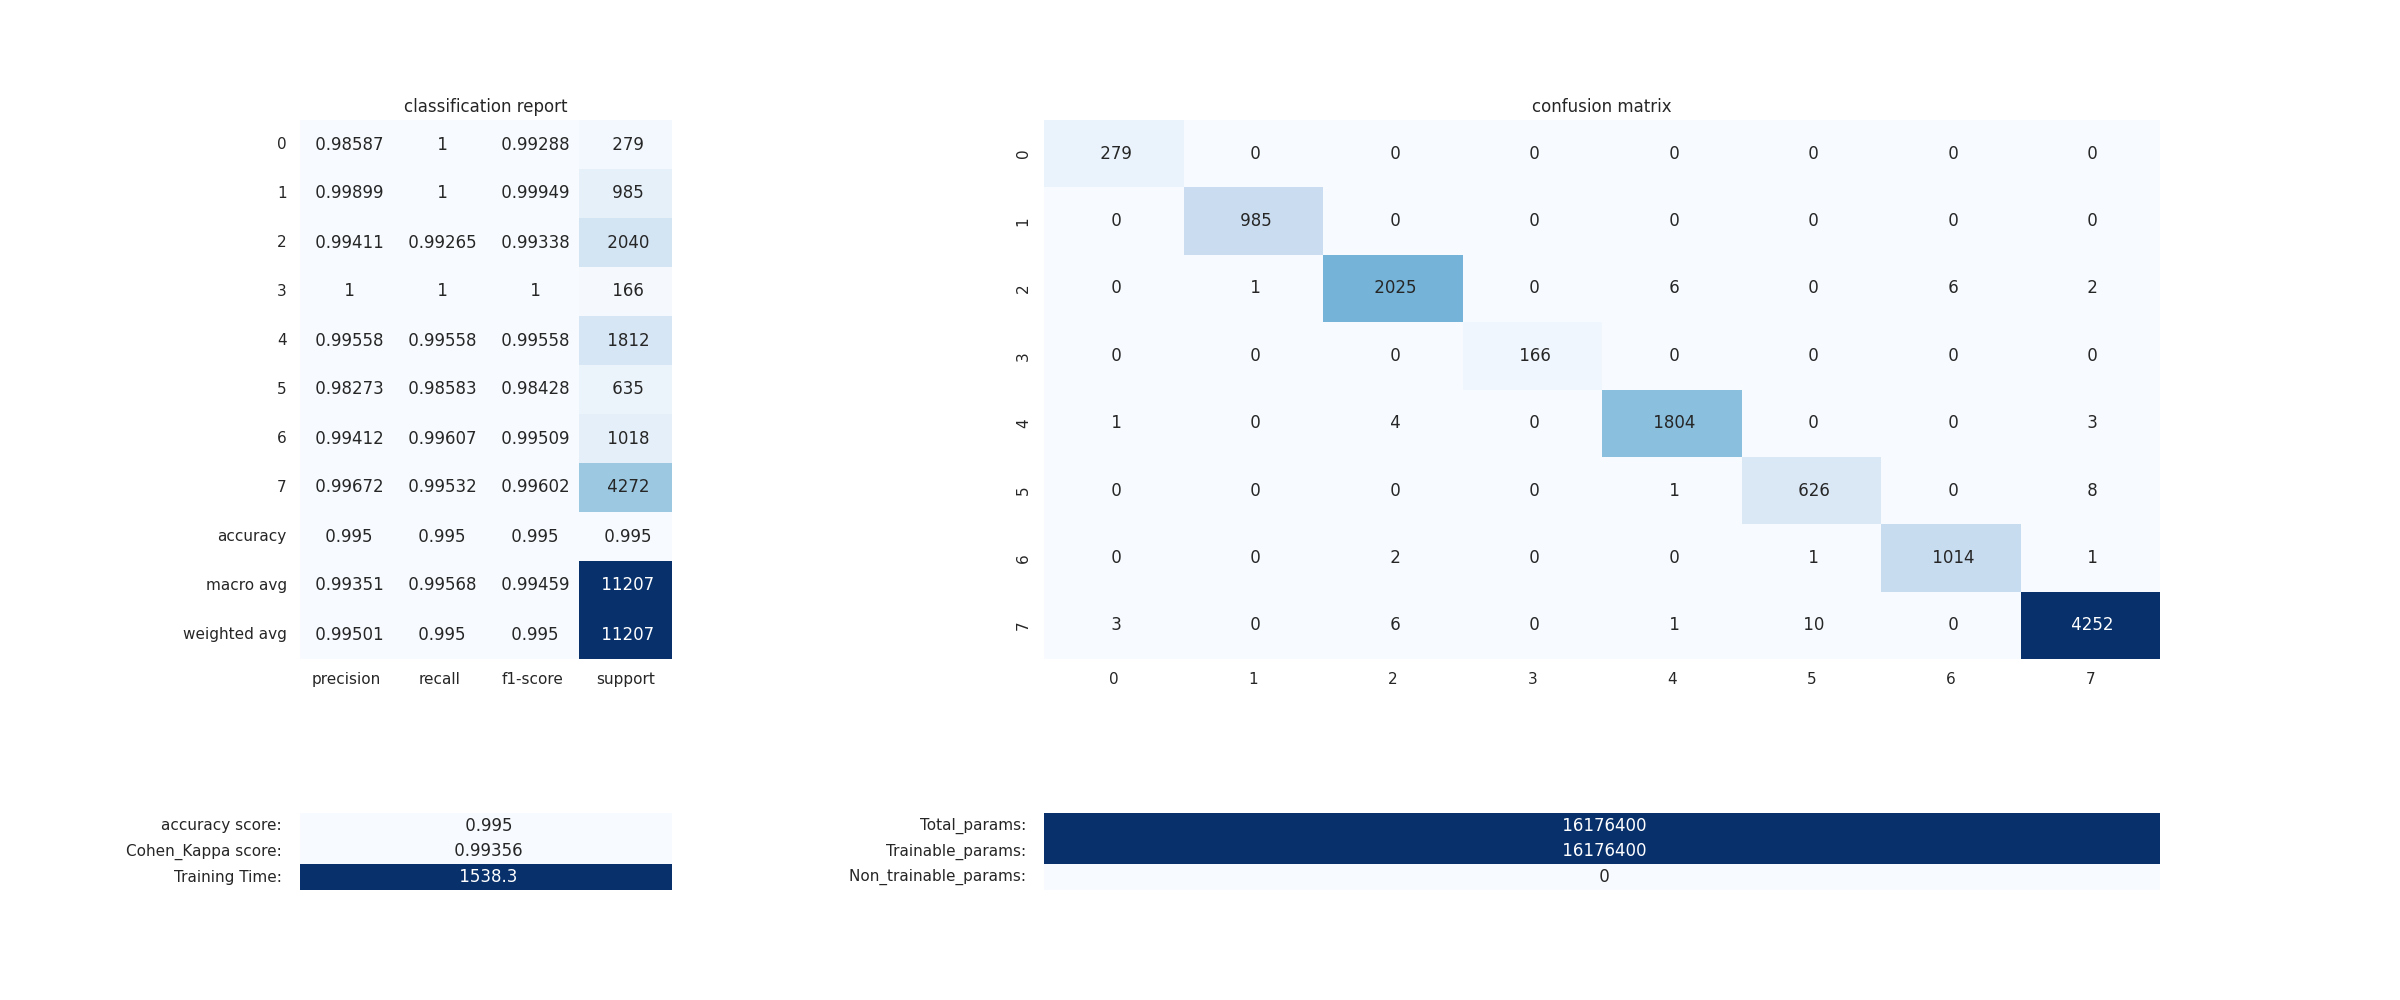 classification report
0 0.98587 1 0.99288 279
1 0.99899 1 0.99949 985
2 0.99411 0.99265 0.99338 2040
3 1 1 1 166
4 0.99558 0.99558 0.99558 1812
5 0.98273 0.98583 0.98428 635
6 0.99412 0.99607 0.99509 1018
7 0.99672 0.99532 0.99602 4272
accuracy 0.995 0.995 0.995 0.995
macro avg 0.99351 0.99568 0.99459 11207
weighted avg 0.99501 0.995 0.995 11207
precision recall f1-score support
confusion matrix
0 279 0 0 0 0 0 0 0
1 0 985 0 0 0 0 0 0
2 0 1 2025 0 6 0 6 2
3 0 0 0 166 0 0 0 0
4 1 0 4 0 1804 0 0 3
5 0 0 0 0 1 626 0 8
6 0 0 2 0 0 1 1014 1
7 3 0 6 0 1 10 0 4252
0 1 2 3 4 5 6 7
accuracy score: 0.995
Cohen_Kappa score: 0.99356
Training Time: 1538.3
Total_params: 16176400
Trainable_params: 16176400
Non_trainable_params: 0